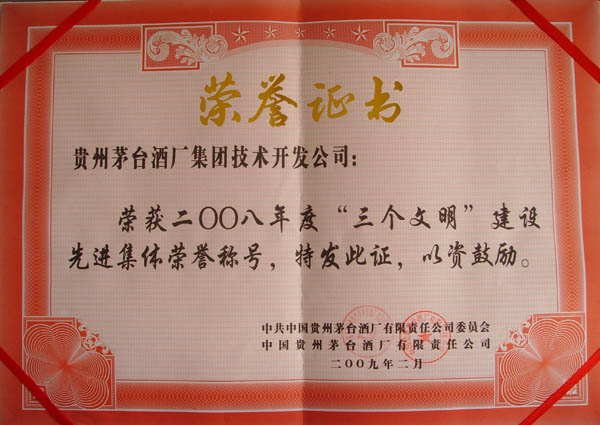 荣誉证书
贵州茅台酒厂集团技术开发公司：
荣获二〇〇八年度“三个文明”建设
先进集体荣誉称号，特发此证，以资鼓励。
中共中国贵州茅台酒厂有限责任公司委员会
中国贵州茅台酒厂有限责任公司
二〇〇九年二月